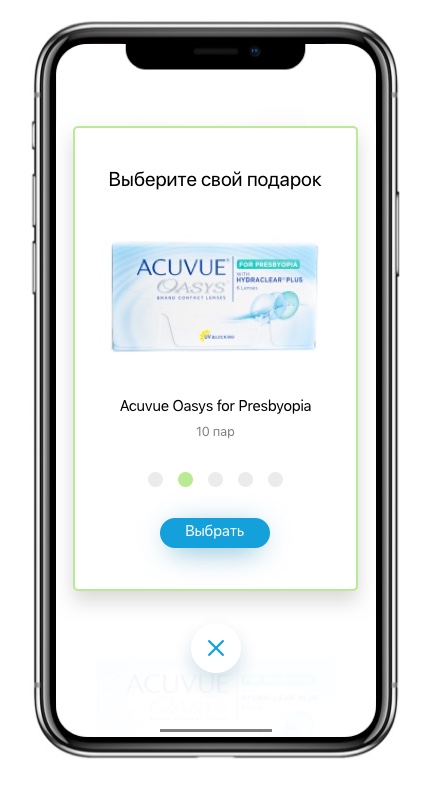 Выберите свой подарок
ACUVUE®
OASYS®
BRAND CONTACT LENSES
FOR PRESBYOPIA
WITH
HYDRACLEAR® PLUS
6 Lenses
UV BLOCKING
Acuvue Oasys for Presbyopia
10 пар
Выбрать
ACUVUE